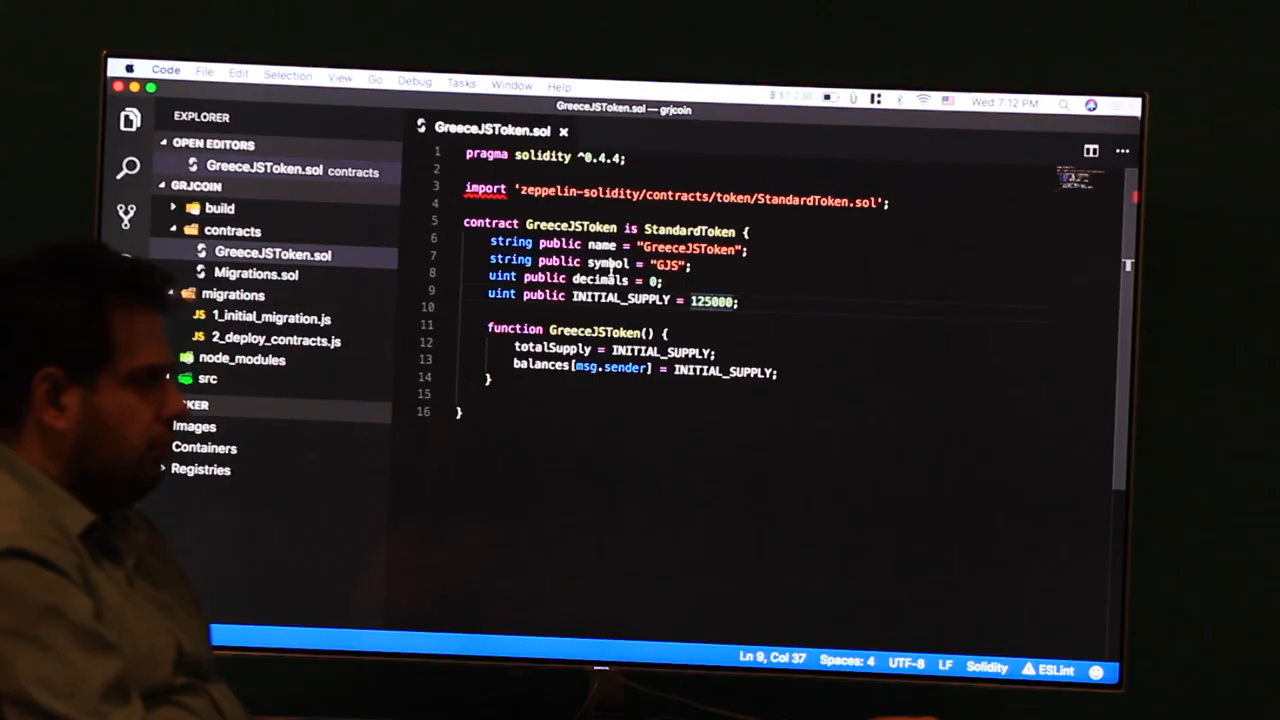 Code File Edit Selection View Go Debug Tasks Window Help Wed 7:12 PM
GreeceJSToken.sol — grjcoin
EXPLORER
OPEN EDITORS
GreeceJSToken.sol contracts
GRJCOIN
build
contracts
GreeceJSToken.sol
Migrations.sol
migrations
JS 1_initial_migration.js
JS 2_deploy_contracts.js
node_modules
src
KER
Images
Containers
Registries
GreeceJSToken.sol
1 pragma solidity ^0.4.4;
2
3 import 'zeppelin-solidity/contracts/token/StandardToken.sol';
4
5 contract GreeceJSToken is StandardToken {
6 string public name = "GreeceJSToken";
7 string public symbol = "GJS";
8 uint public decimals = 0;
9 uint public INITIAL_SUPPLY = 125000;
10
11 function GreeceJSToken() {
12 totalSupply = INITIAL_SUPPLY;
13 balances[msg.sender] = INITIAL_SUPPLY;
14 }
15
16 }
Ln 9, Col 37 Spaces: 4 UTF-8 LF Solidity ESLint